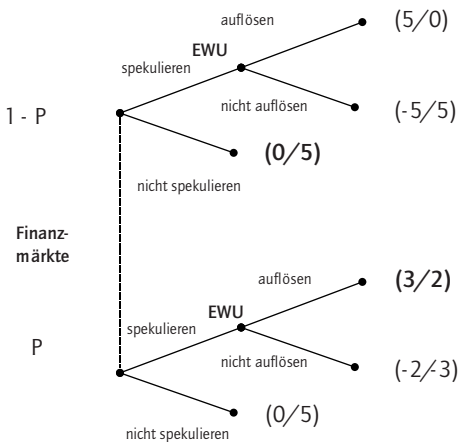 auflösen
(5/0)
EWU
spekulieren
nicht auflösen
(-5/5)
1 - P
(0/5)
nicht spekulieren
Finanz-
märkte
auflösen
(3/2)
EWU
spekulieren
P
nicht auflösen
(-2/-3)
(0/5)
nicht spekulieren